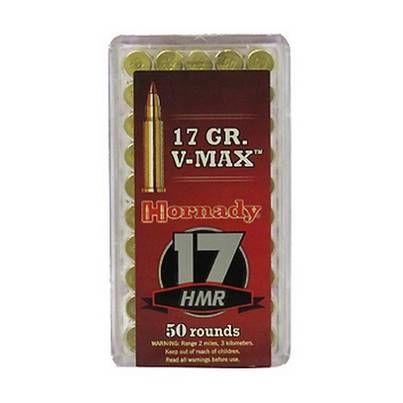 17 GR.
V-MAX™
Hornady
17
HMR
50 rounds
WARNING: Range 2 miles, 3 kilometers.
Keep out of reach of children.
Read all warnings before use.